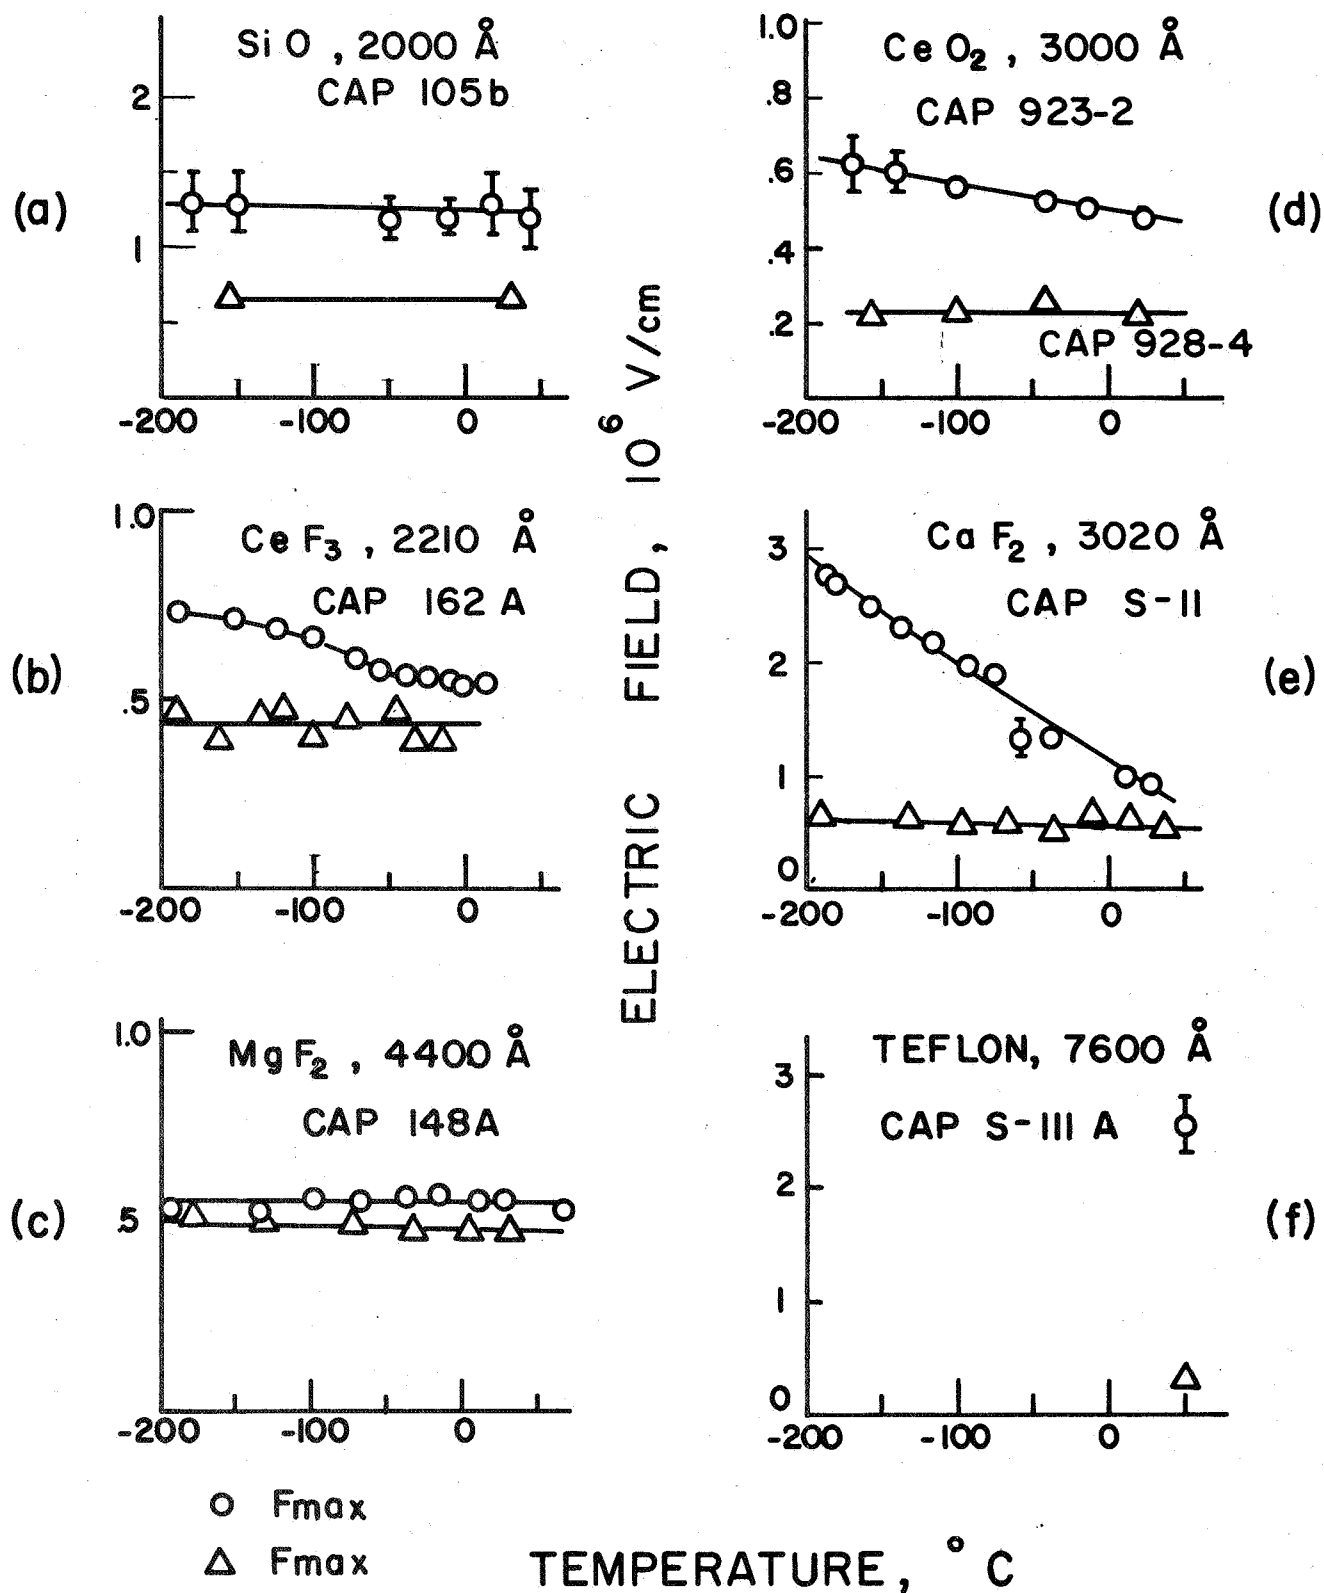 (a)
SiO, 2000 Å
CAP 105b
2
1
-200 -100 0
(b)
CeF3, 2210 Å
CAP 162A
1.0
.5
-200 -100 0
(c)
MgF2, 4400 Å
CAP 148A
1.0
.5
-200 -100 0
ELECTRIC FIELD, 10⁶ V/cm
(d)
CeO2, 3000 Å
CAP 923-2
1.0
.8
.6
.4
.2
CAP 928-4
-200 -100 0
(e)
CaF2, 3020 Å
CAP S-II
3
2
1
0
-200 -100 0
(f)
TEFLON, 7600 Å
CAP S-III A
3
2
1
0
-200 -100 0
Fmax
Fmax
TEMPERATURE, °C